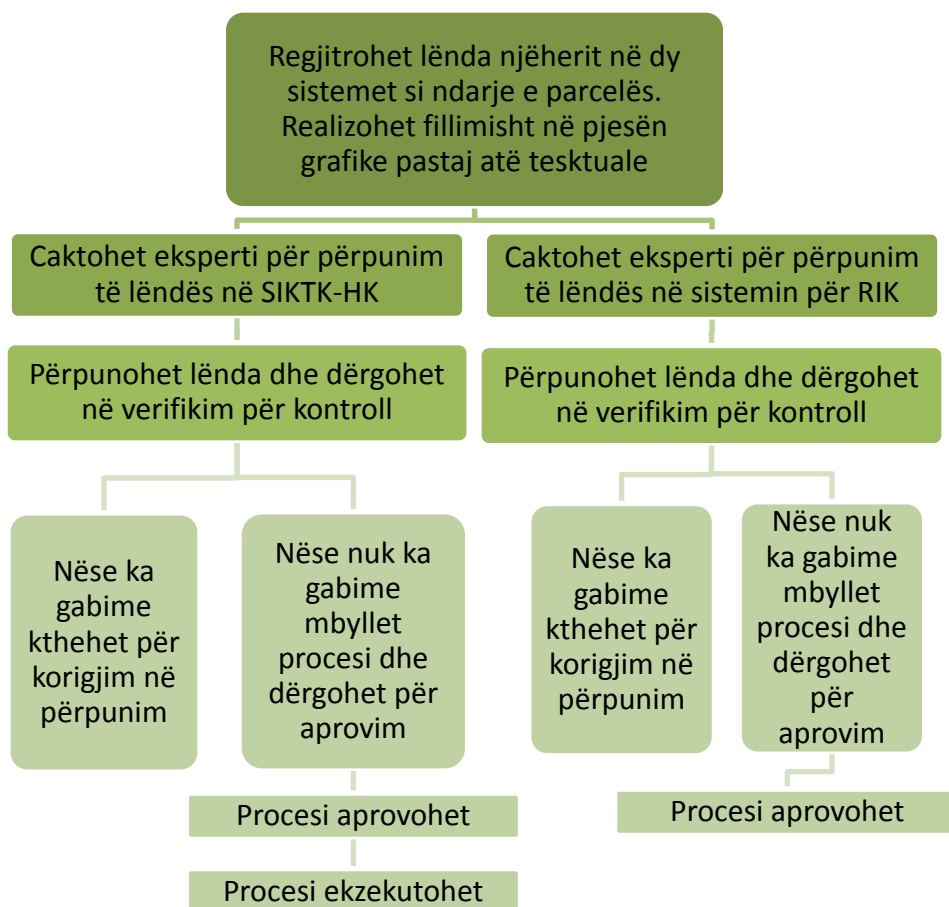 Regjitrohet lënda njëherit në dy
sistemet si ndarje e parcelës.
Realizohet fillimisht në pjesën
grafike pastaj atë tesktuale
Caktohet eksperti për përpunim
të lëndës në SIKTK-HK
Caktohet eksperti për përpunim
të lëndës në sistemin për RIK
Përpunohet lënda dhe dërgohet
në verifikim për kontroll
Përpunohet lënda dhe dërgohet
në verifikim për kontroll
Nëse ka
gabime
kthehet për
korigjim në
përpunim
Nëse nuk ka
gabime
mbyllet
procesi dhe
dërgohet për
aprovim
Nëse ka
gabime
kthehet për
korigjim në
përpunim
Nëse nuk
ka gabime
mbyllet
procesi dhe
dërgohet
për
aprovim
Procesi aprovohet
Procesi aprovohet
Procesi ekzekutohet